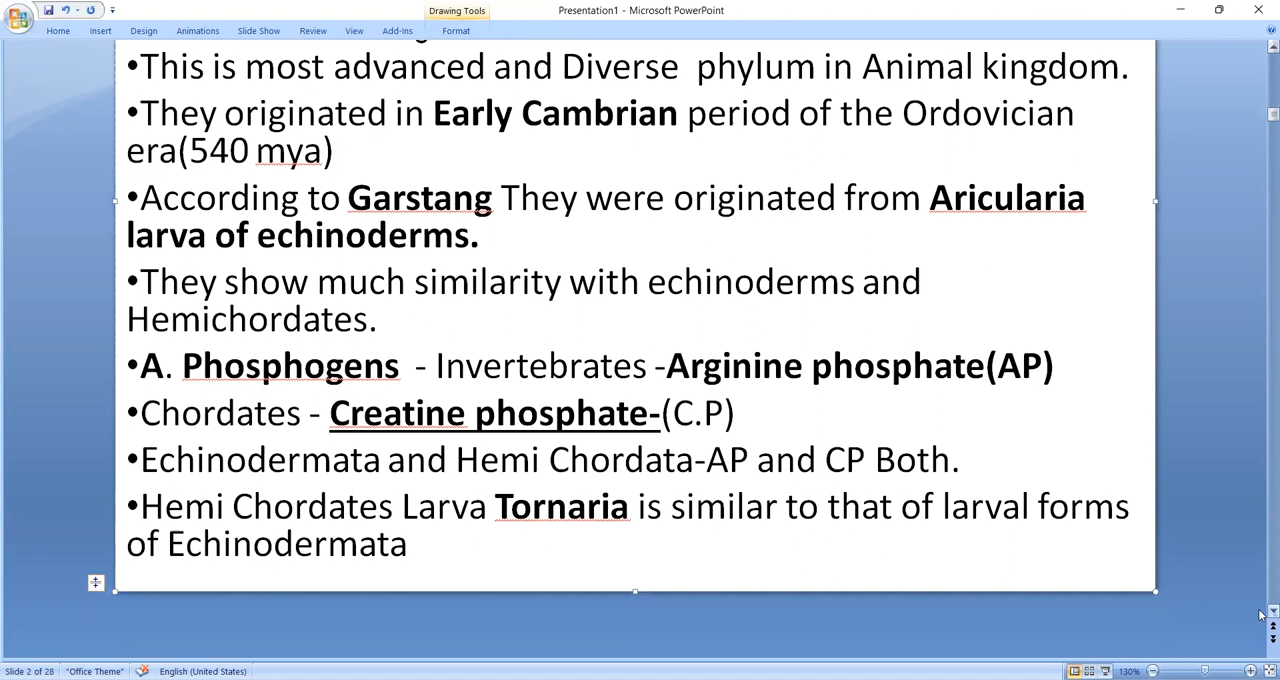 Drawing Tools
Presentation1 - Microsoft PowerPoint
Home Insert Design Animations Slide Show Review View Add-Ins Format
•This is most advanced and Diverse phylum in Animal kingdom.
•They originated in Early Cambrian period of the Ordovician
era(540 mya)
•According to Garstang They were originated from Aricularia
larva of echinoderms.
•They show much similarity with echinoderms and
Hemichordates.
•A. Phosphogens - Invertebrates -Arginine phosphate(AP)
•Chordates - Creatine phosphate-(C.P)
•Echinodermata and Hemi Chordata-AP and CP Both.
•Hemi Chordates Larva Tornaria is similar to that of larval forms
of Echinodermata
Slide 2 of 28 "Office Theme" English (United States) 130%